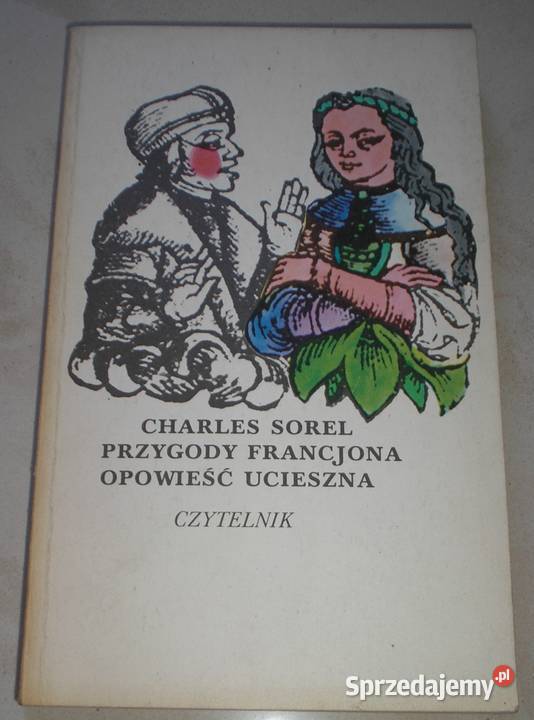 CHARLES SOREL
PRZYGODY FRANCJONA
OPOWIEŚĆ UCIESZNA
CZYTELNIK
Sprzedajemy.pl